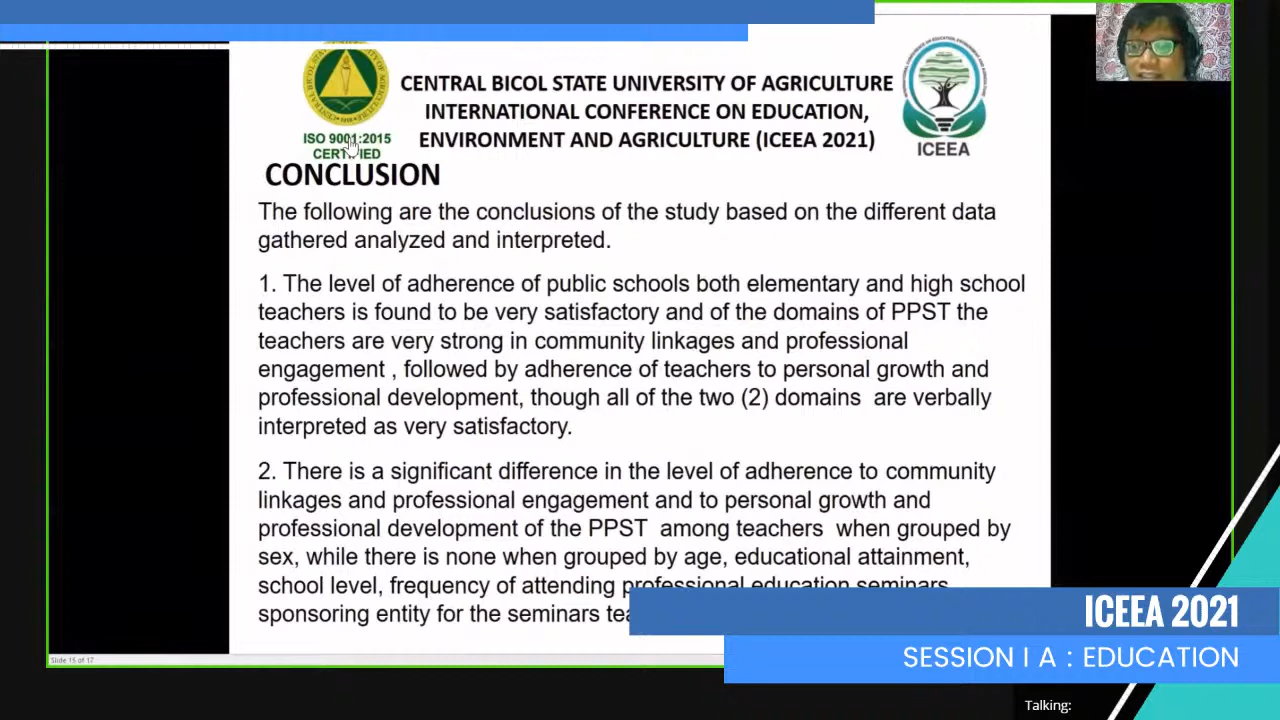 CENTRAL BICOL STATE UNIVERSITY OF AGRICULTURE
INTERNATIONAL CONFERENCE ON EDUCATION,
ENVIRONMENT AND AGRICULTURE (ICEEA 2021)
ISO 9001:2015
CERTIFIED
ICEEA
CONCLUSION
The following are the conclusions of the study based on the different data
gathered analyzed and interpreted.
1. The level of adherence of public schools both elementary and high school
teachers is found to be very satisfactory and of the domains of PPST the
teachers are very strong in community linkages and professional
engagement , followed by adherence of teachers to personal growth and
professional development, though all of the two (2) domains are verbally
interpreted as very satisfactory.
2. There is a significant difference in the level of adherence to community
linkages and professional engagement and to personal growth and
professional development of the PPST among teachers when grouped by
sex, while there is none when grouped by age, educational attainment,
school level, frequency of attending professional education seminars
sponsoring entity for the seminars
ICEEA 2021
SESSION I A : EDUCATION
Slide 15 of 17
Talking: